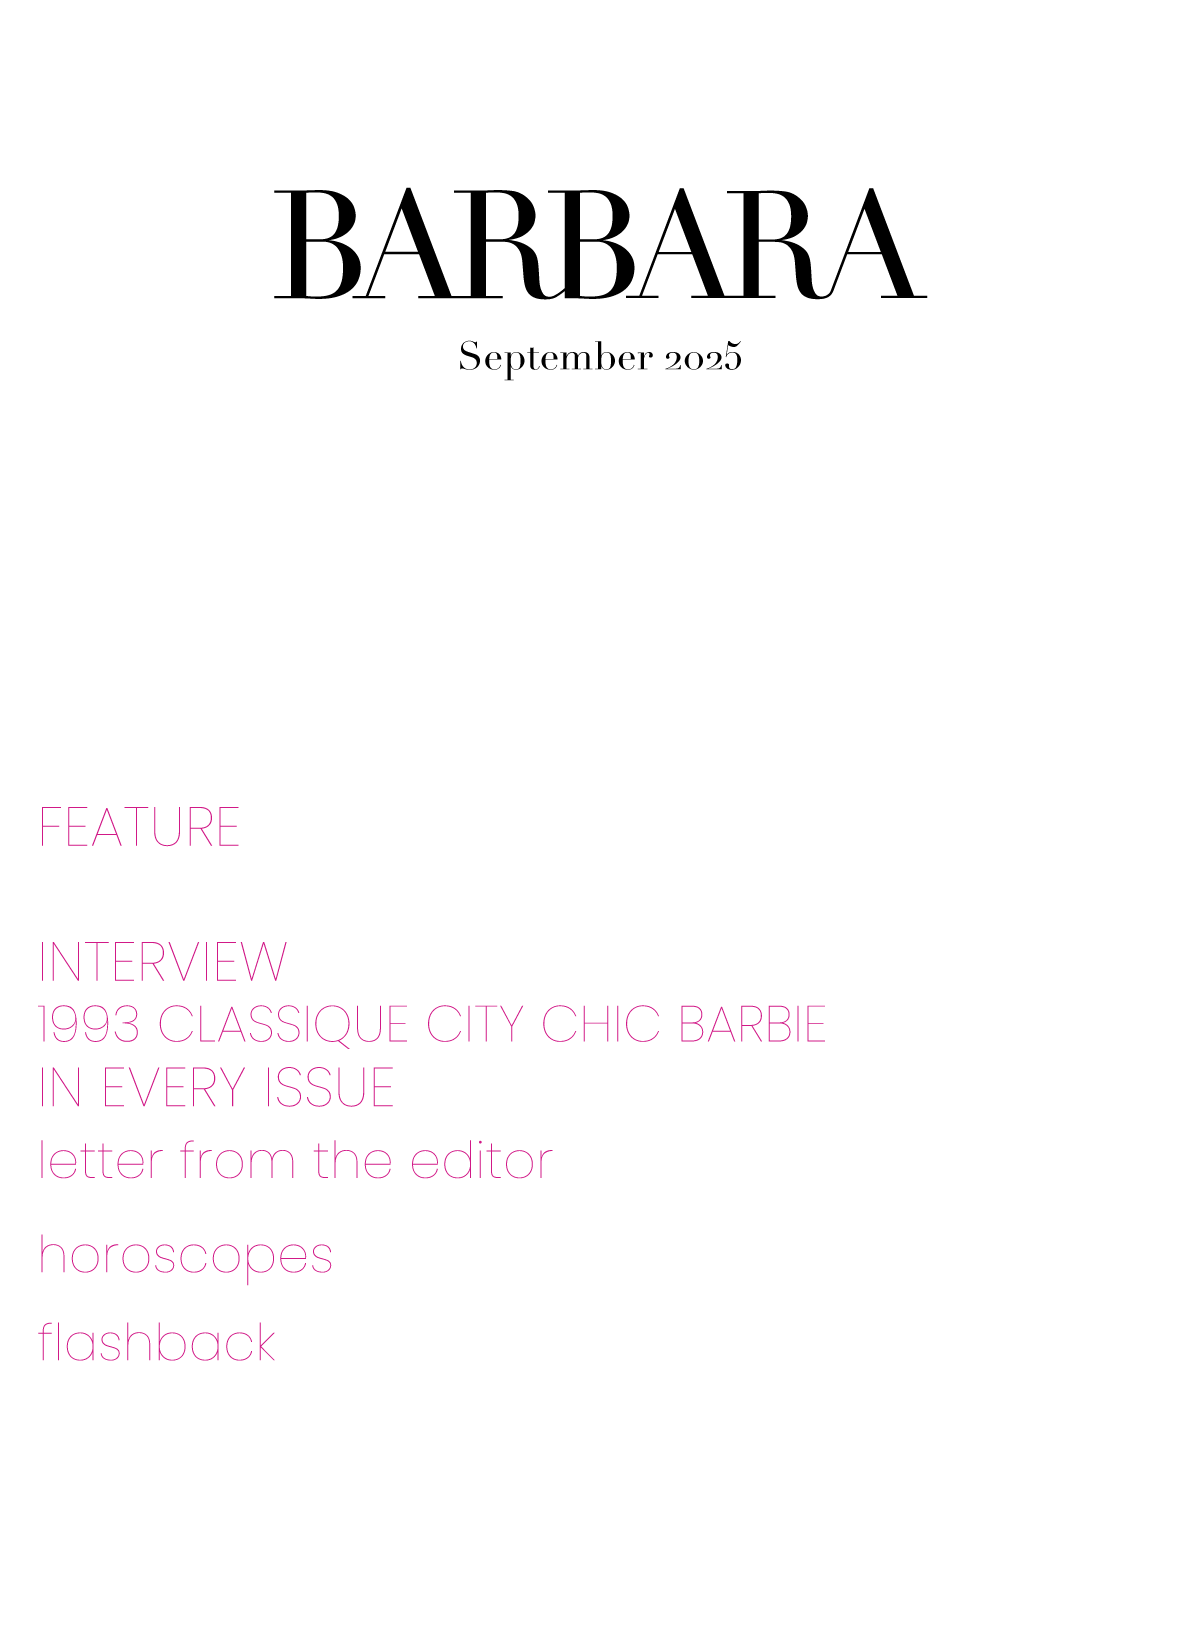 BARBARA
September 2025
FEATURE
INTERVIEW
1993 CLASSIQUE CITY CHIC BARBIE
IN EVERY ISSUE
letter from the editor
horoscopes
flashback